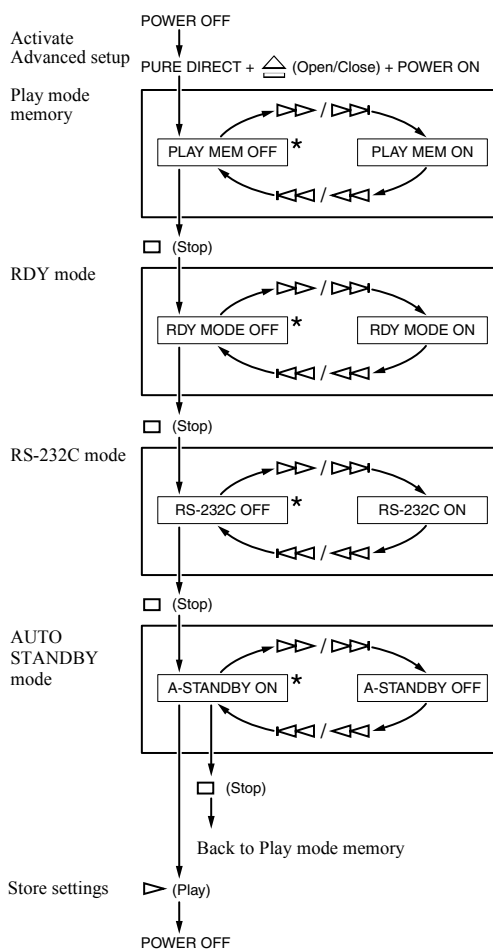 POWER OFF
Activate
Advanced setup
PURE DIRECT + (Open/Close) + POWER ON
Play mode
memory
/
PLAY MEM OFF * PLAY MEM ON
/
(Stop)
RDY mode
/
RDY MODE OFF * RDY MODE ON
/
(Stop)
RS-232C mode
/
RS-232C OFF * RS-232C ON
/
(Stop)
AUTO
STANDBY
mode
/
A-STANDBY ON * A-STANDBY OFF
/
(Stop)
Back to Play mode memory
Store settings (Play)
POWER OFF